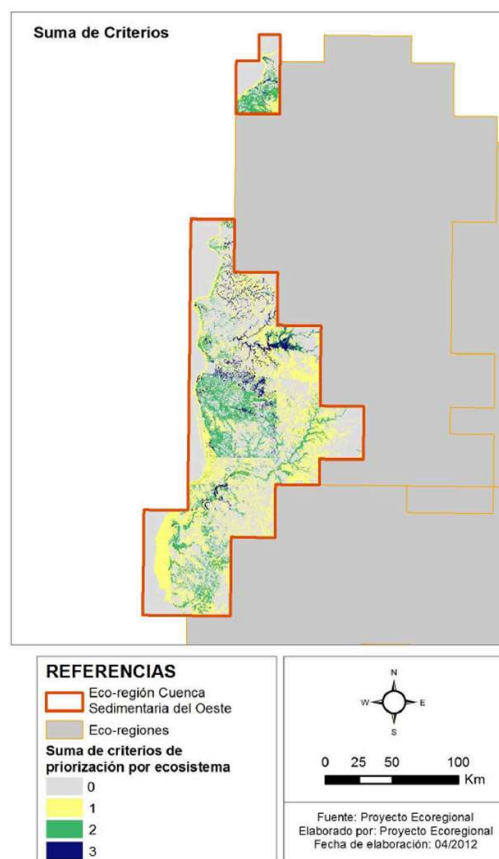 Suma de Criterios
REFERENCIAS
Eco-región Cuenca
Sedimentaria del Oeste
Eco-regiones
Suma de criterios de
priorización por ecosistema
0
1
2
3
N
W E
S
0 25 50 100
Km
Fuente: Proyecto Ecoregional
Elaborado por: Proyecto Ecoregional
Fecha de elaboración: 04/2012